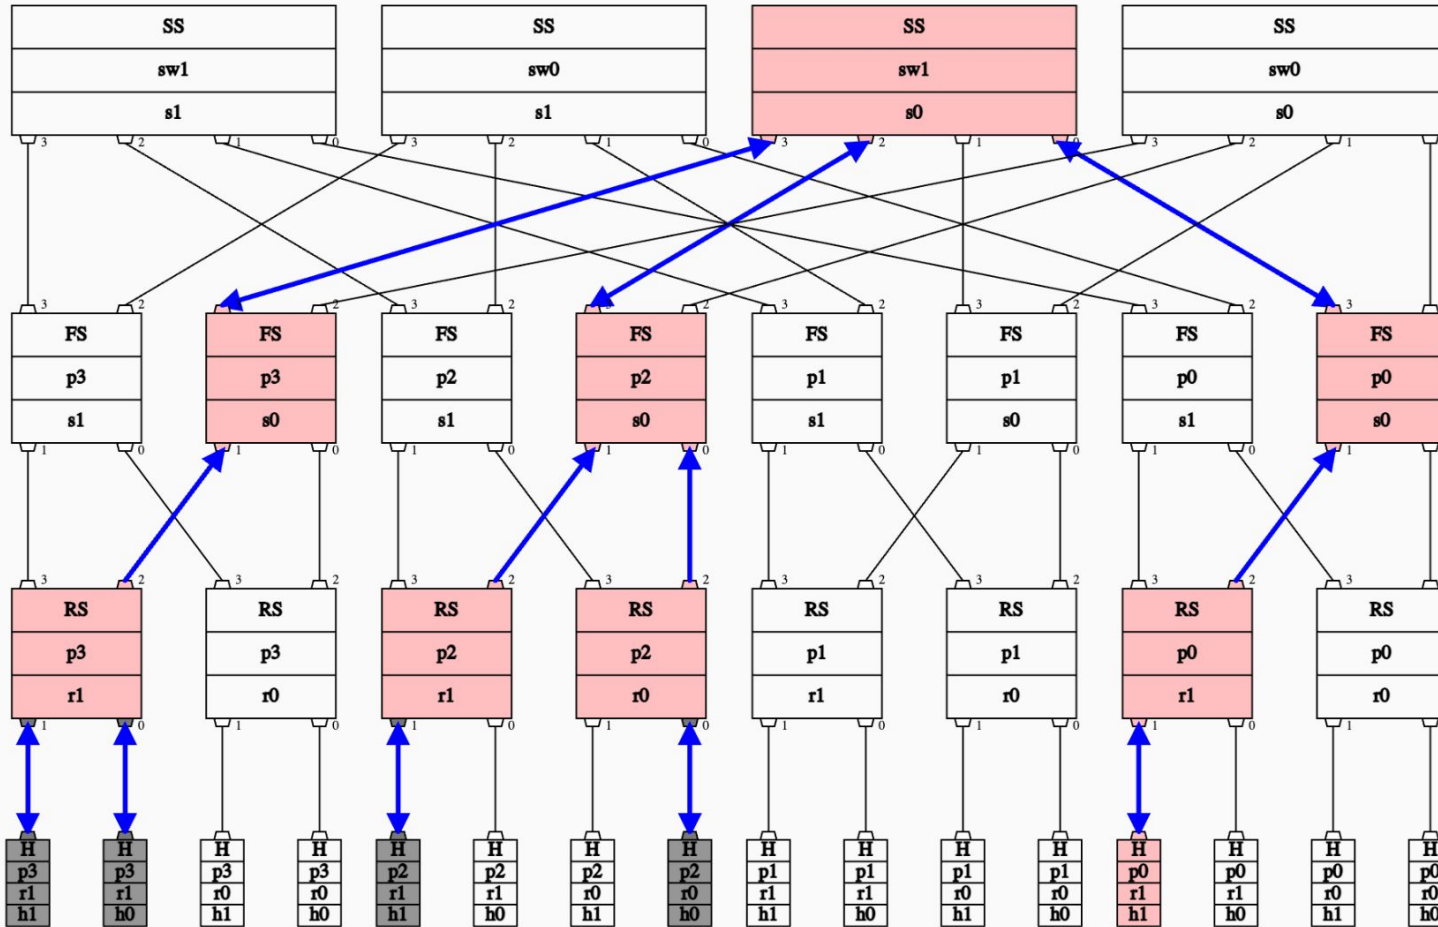 SS SS SS SS
sw1 sw0 sw1 sw0
s1 s1 s0 s0
3 2 1 0 3 2 1 0 3 2 1 3 2 1
3 2 2 3 2 2 3 2 3 2 3 2 3
FS FS FS FS FS FS FS FS
p3 p3 p2 p2 p1 p1 p0 p0
s1 s0 s1 s0 s1 s0 s1 s0
1 0 1 0 1 0 1 0 1 0 1 0 1 0 1
3 2 3 2 3 2 3 2 3 2 3 2 3 2 3
RS RS RS RS RS RS RS RS
p3 p3 p2 p2 p1 p1 p0 p0
r1 r0 r1 r0 r1 r0 r1 r0
1 0 1 0 1 0 1 0 1 0 1 0 1 0 1
H H H H H H H H H H H H H H H H
p3 p3 p3 p3 p2 p2 p2 p2 p1 p1 p1 p1 p0 p0 p0 p0
r1 r1 r0 r0 r1 r1 r0 r0 r1 r1 r0 r0 r1 r1 r0 r0
h1 h0 h1 h0 h1 h0 h1 h0 h1 h0 h1 h0 h1 h0 h1 h0